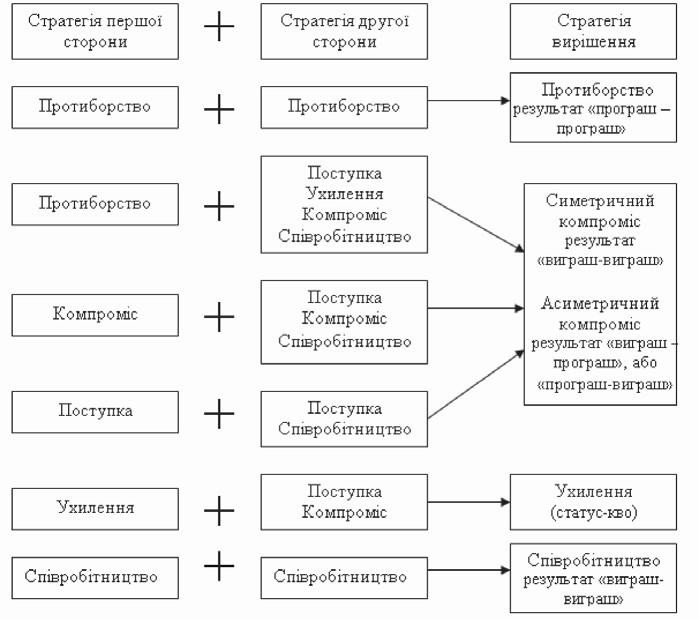 Стратегія першої
сторони
+
Стратегія другої
сторони
Стратегія
вирішення
Протиборство
+
Протиборство
Протиборство
результат «програш –
програш»
Протиборство
+
Поступка
Ухилення
Компроміс
Співробітництво
Симетричний
компроміс
результат
«виграш-виграш»
Асиметричний
компроміс
результат «виграш –
програш», або
«програш-виграш»
Компроміс
+
Поступка
Компроміс
Співробітництво
Поступка
+
Поступка
Співробітництво
Ухилення
+
Поступка
Компроміс
Ухилення
(статус-кво)
Співробітництво
+
Співробітництво
Співробітництво
результат «виграш-
виграш»